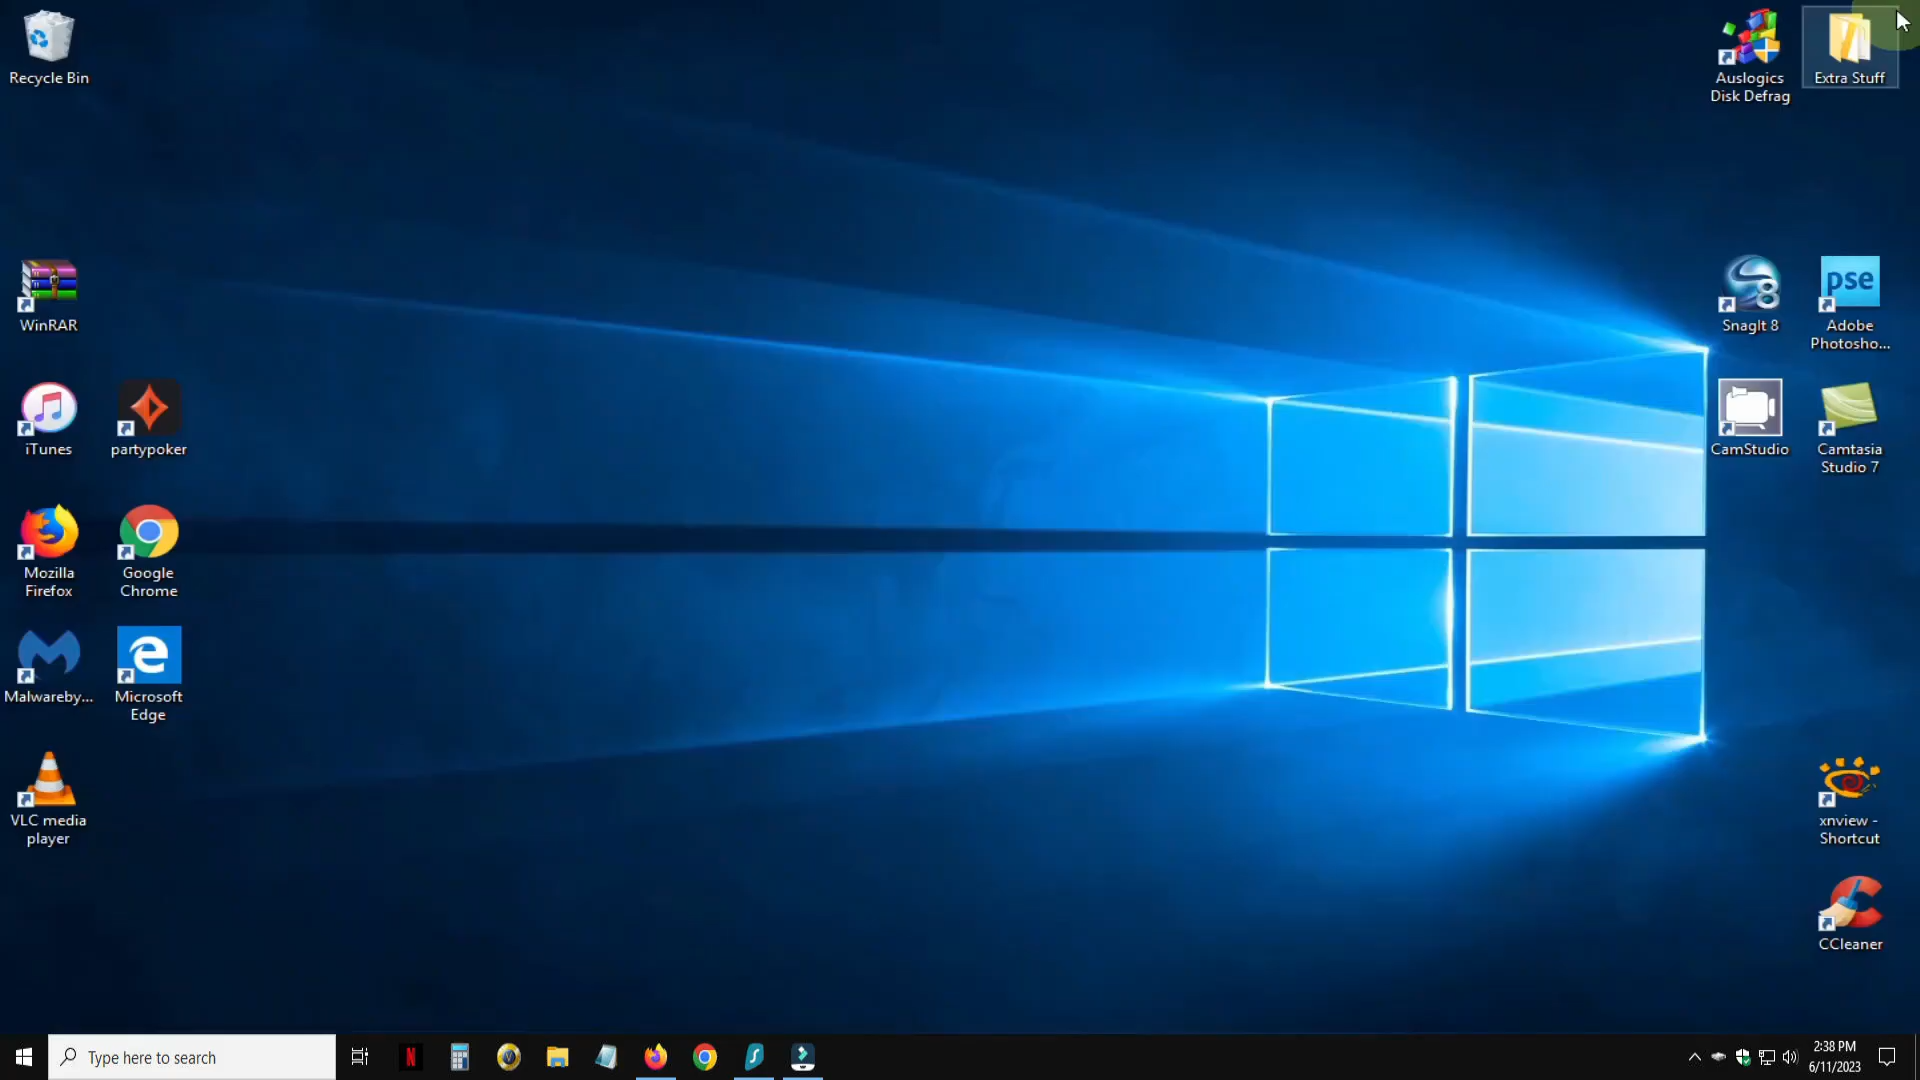 Recycle Bin
Auslogics
Disk Defrag
Extra Stuff
WinRAR
SnagIt 8
pse
Adobe
Photosho...
iTunes
partypoker
CamStudio
Camtasia
Studio 7
Mozilla
Firefox
Google
Chrome
Malwareby...
Microsoft
Edge
VLC media
player
xnview -
Shortcut
CCleaner
Type here to search
N
2:38 PM
6/11/2023